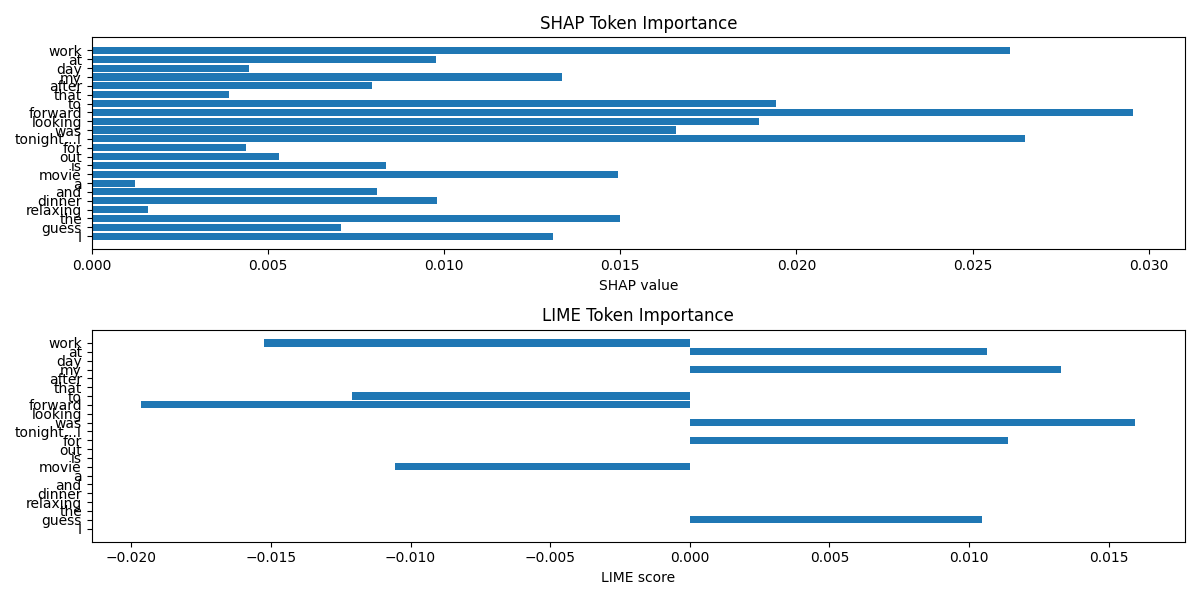 SHAP Token Importance
work
at
day
my
after
that
to
forward
looking
was
tonight...I
for
out
is
movie
a
and
dinner
relaxing
the
guess
I
0.000 0.005 0.010 0.015 0.020 0.025 0.030
SHAP value
LIME Token Importance
work
at
day
my
after
that
to
forward
looking
was
tonight...I
for
out
is
movie
a
and
dinner
relaxing
the
guess
I
−0.020 −0.015 −0.010 −0.005 0.000 0.005 0.010 0.015
LIME score